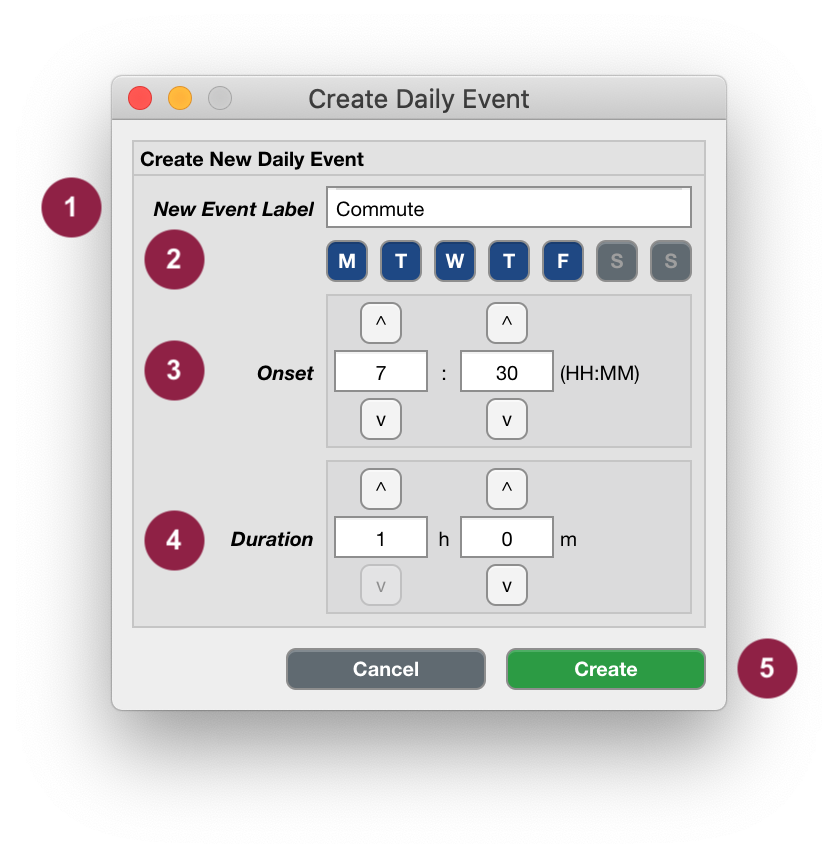 Create Daily Event
Create New Daily Event
1 New Event Label Commute
2 M T W T F S S
^ ^
3 Onset 7 : 30 (HH:MM)
v v
^ ^
4 Duration 1 h 0 m
v v
Cancel Create 5